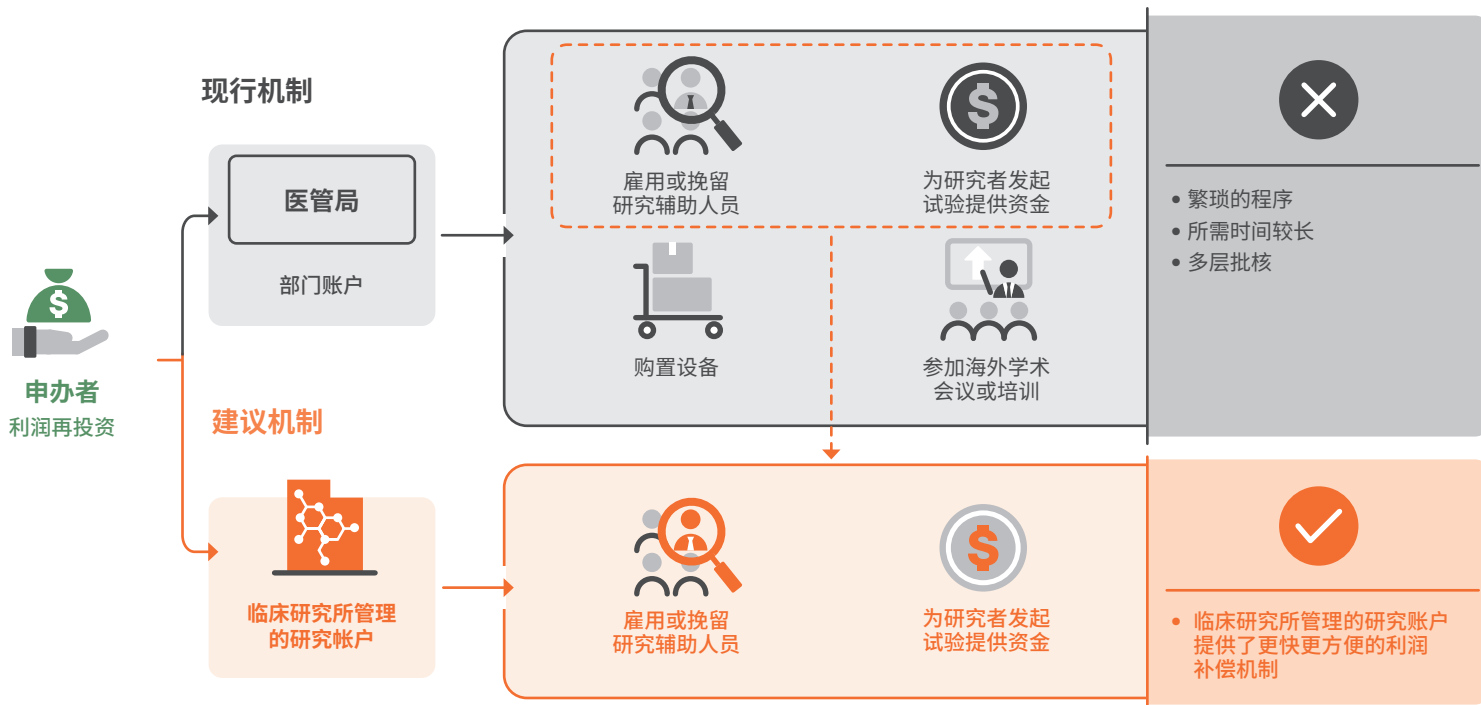 现行机制
医管局
部门账户
申办者
利润再投资
雇用或挽留
研究辅助人员
为研究者发起
试验提供资金
购置设备
参加海外学术
会议或培训
• 繁琐的程序
• 所需时间较长
• 多层批核
建议机制
临床研究所管理
的研究帐户
雇用或挽留
研究辅助人员
为研究者发起
试验提供资金
• 临床研究所管理的研究账户
提供了更快更方便的利润
补偿机制